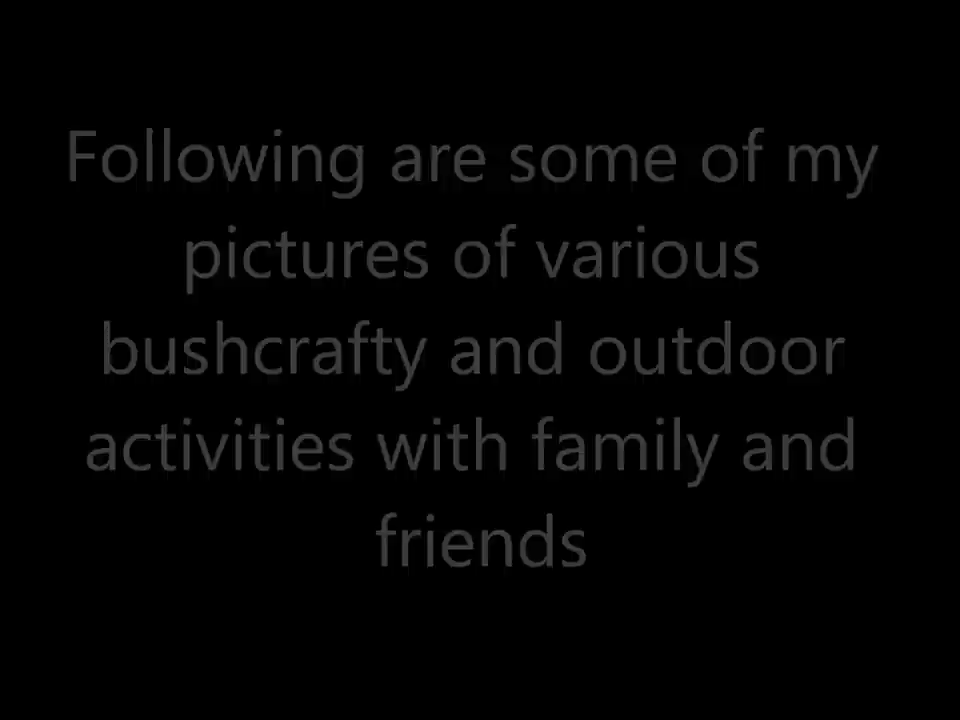 Following are some of my
pictures of various
bushcrafty and outdoor
activities with family and
friends